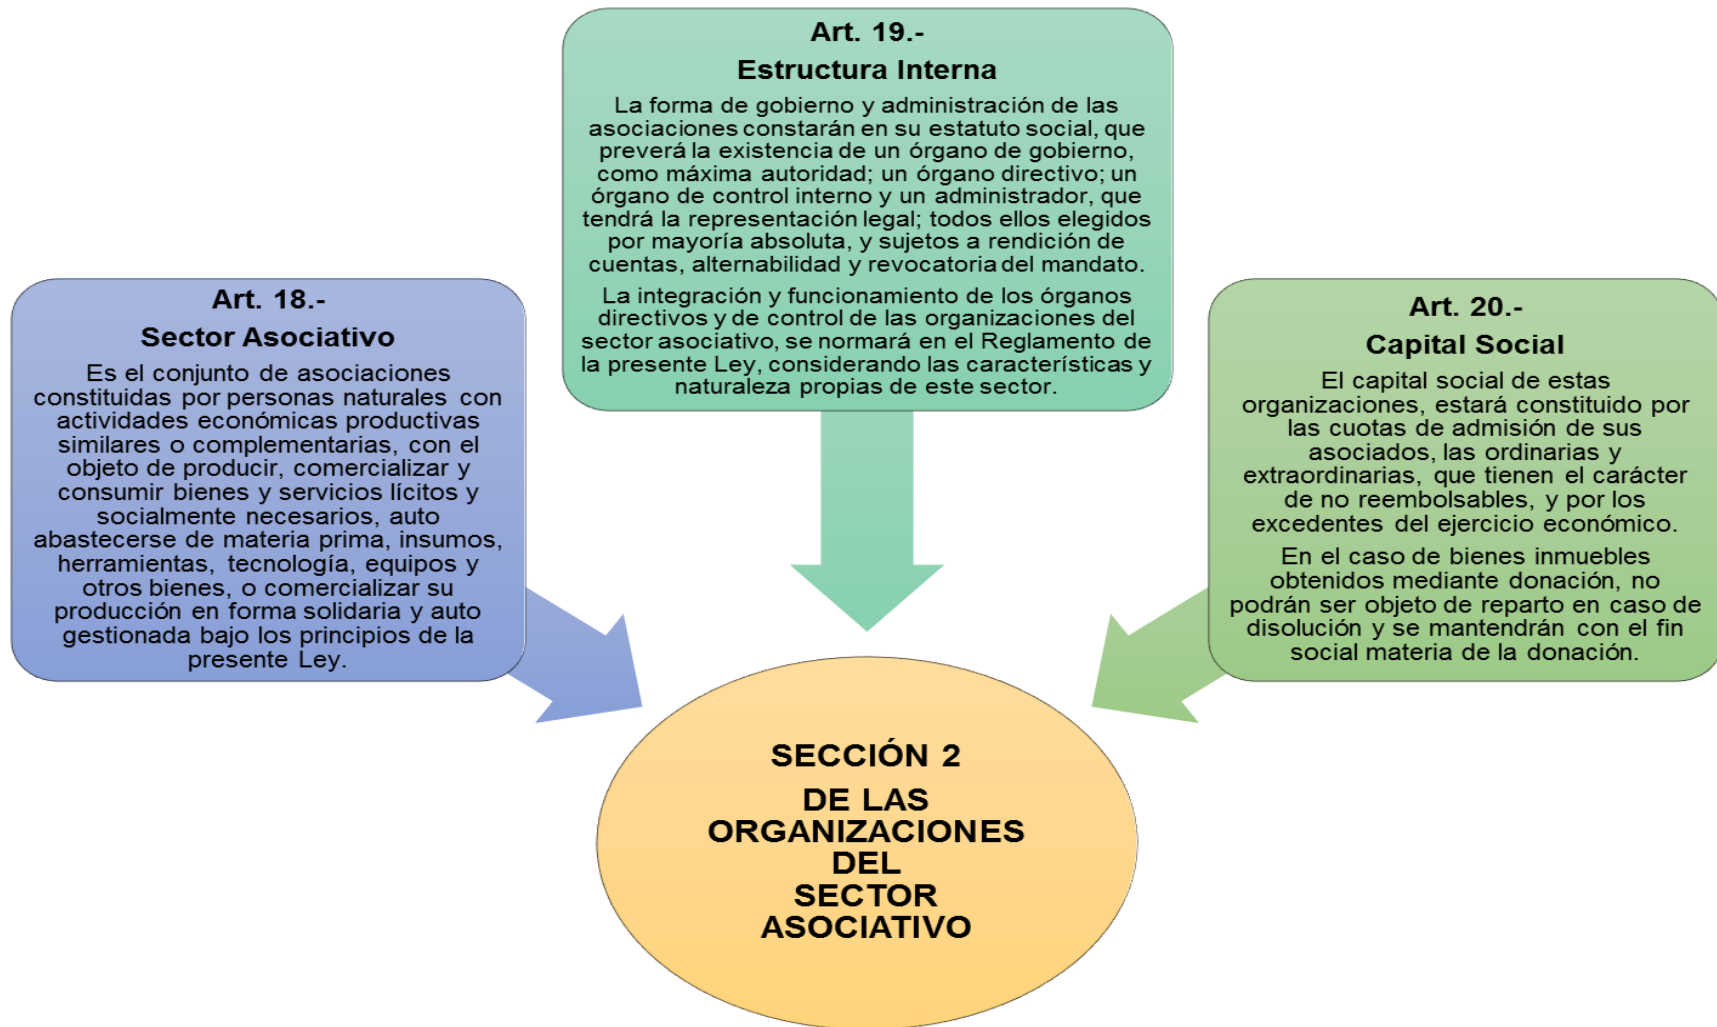 Art. 19.-
Estructura Interna
La forma de gobierno y administración de las
asociaciones constarán en su estatuto social, que
preverá la existencia de un órgano de gobierno,
como máxima autoridad; un órgano directivo; un
órgano de control interno y un administrador, que
tendrá la representación legal; todos ellos elegidos
por mayoría absoluta, y sujetos a rendición de
cuentas, alternabilidad y revocatoria del mandato.
La integración y funcionamiento de los órganos
directivos y de control de las organizaciones del
sector asociativo, se normará en el Reglamento de
la presente Ley, considerando las características y
naturaleza propias de este sector.
Art. 18.-
Sector Asociativo
Es el conjunto de asociaciones
constituidas por personas naturales con
actividades económicas productivas
similares o complementarias, con el
objeto de producir, comercializar y
consumir bienes y servicios lícitos y
socialmente necesarios, auto
abastecerse de materia prima, insumos,
herramientas, tecnología, equipos y
otros bienes, o comercializar su
producción en forma solidaria y auto
gestionada bajo los principios de la
presente Ley.
Art. 20.-
Capital Social
El capital social de estas
organizaciones, estará constituido por
las cuotas de admisión de sus
asociados, las ordinarias y
extraordinarias, que tienen el carácter
de no reembolsables, y por los
excedentes del ejercicio económico.
En el caso de bienes inmuebles
obtenidos mediante donación, no
podrán ser objeto de reparto en caso de
disolución y se mantendrán con el fin
social materia de la donación.
SECCIÓN 2
DE LAS
ORGANIZACIONES
DEL
SECTOR
ASOCIATIVO